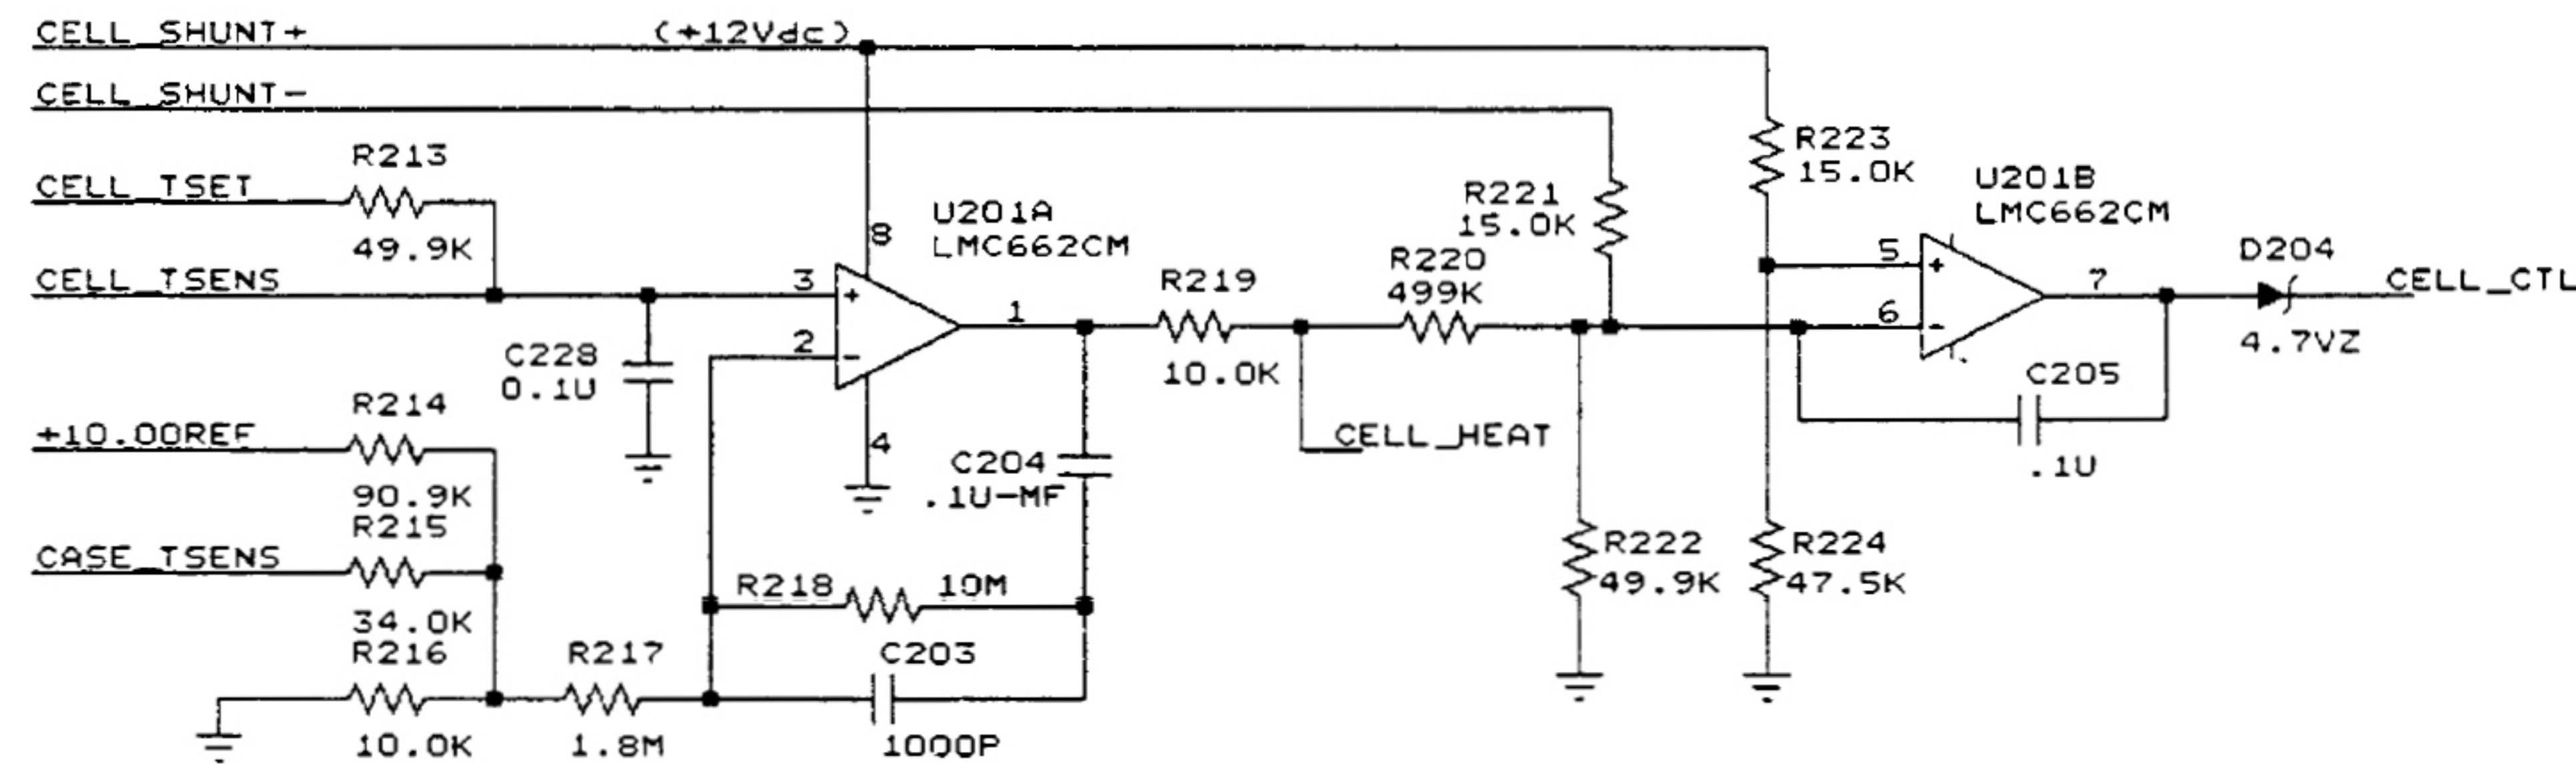 CELL_SHUNT+
(+12Vdc)
CELL_SHUNT-
R213
CELL_TSET
49.9K
CELL_TSENS
R223
15.0K
U201B
LMC662CM
R221
15.0K
U201A
LMC662CM
8
3
2
1
4
R219
10.0K
R220
499K
5
6
7
D204
CELL_CTL
4.7VZ
C228
0.1U
C205
.1U
R214
+10.00REF
90.9K
CELL_HEAT
C204
.1U-MF
R215
CASE_TSENS
34.0K
R222
49.9K
R224
47.5K
R218 10M
R216
10.0K
R217
1.8M
C203
1000P